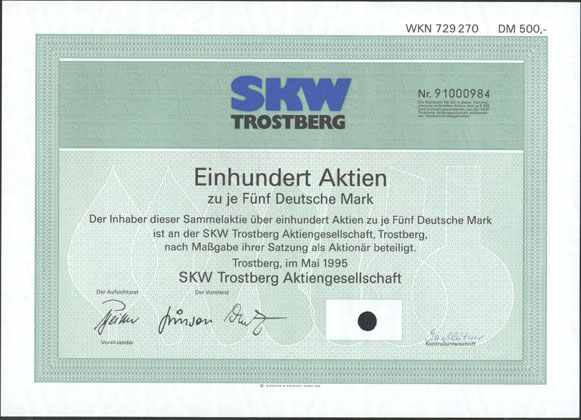 WKN 729 270 DM 500,-
SKW
TROSTBERG
Nr. 91000984
Einhundert Aktien
zu je Fünf Deutsche Mark
Der Inhaber dieser Sammelaktie über einhundert Aktien zu je Fünf Deutsche Mark
ist an der SKW Trostberg Aktiengesellschaft, Trostberg,
nach Maßgabe ihrer Satzung als Aktionär beteiligt.
Trostberg, im Mai 1995
SKW Trostberg Aktiengesellschaft
Der Aufsichtsrat Der Vorstand
Vorsitzender
Kontrollunterschrift